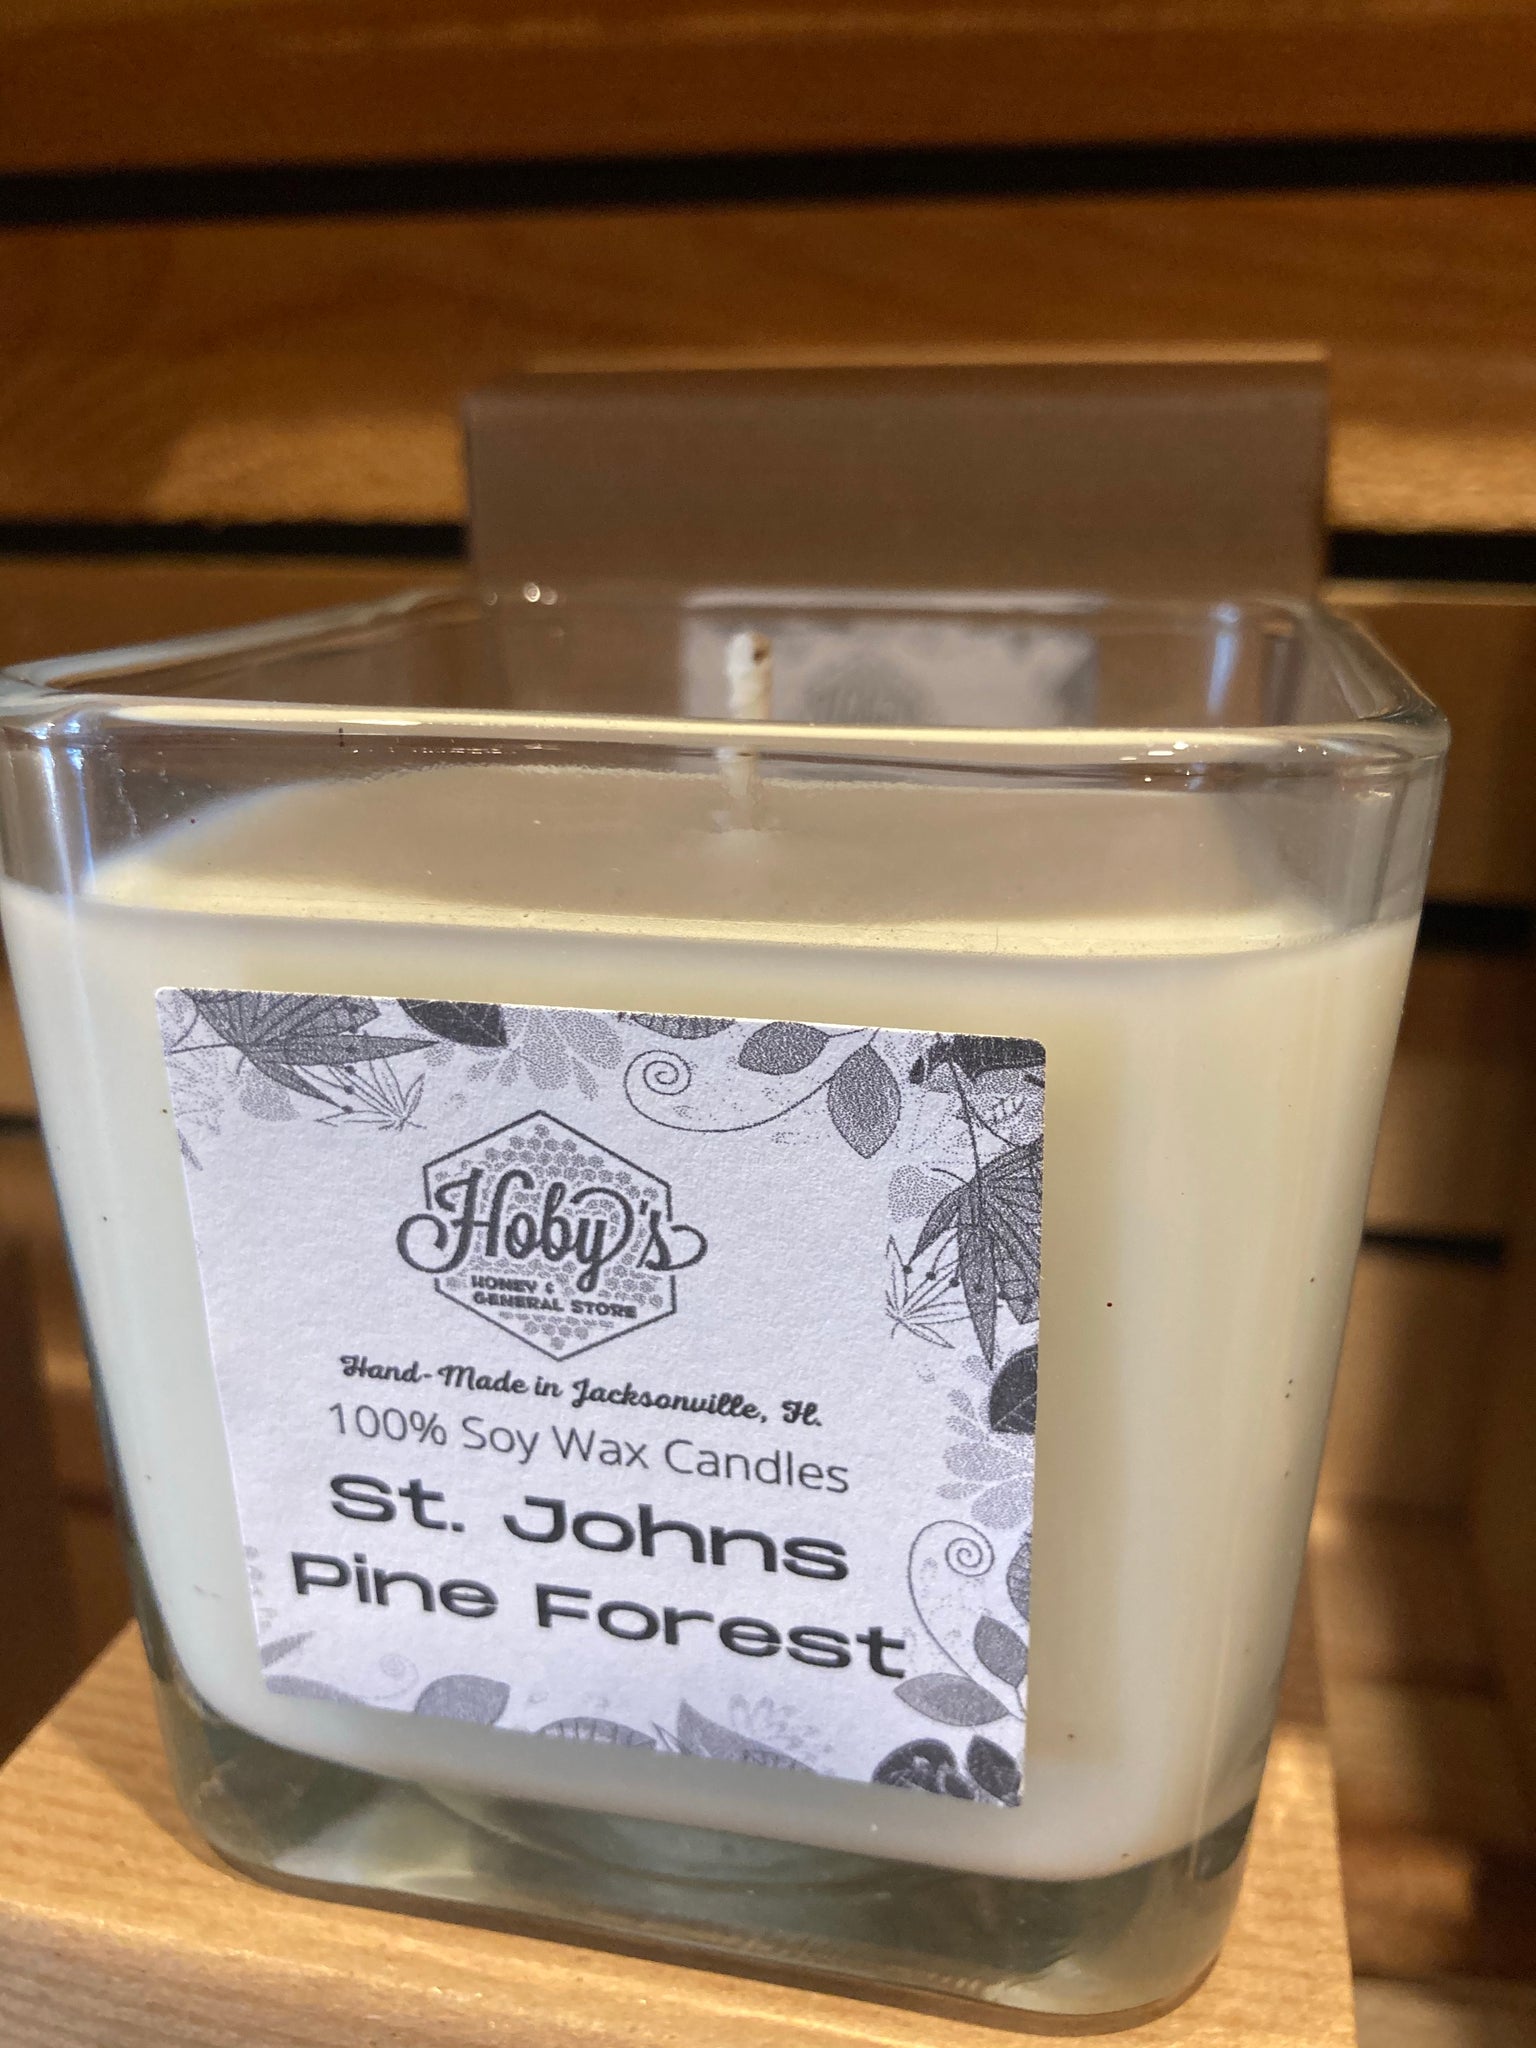 Hoby's
HONEY &
GENERAL STORE
Hand-Made in Jacksonville, Fl.
100% Soy Wax Candles
St. Johns
Pine Forest